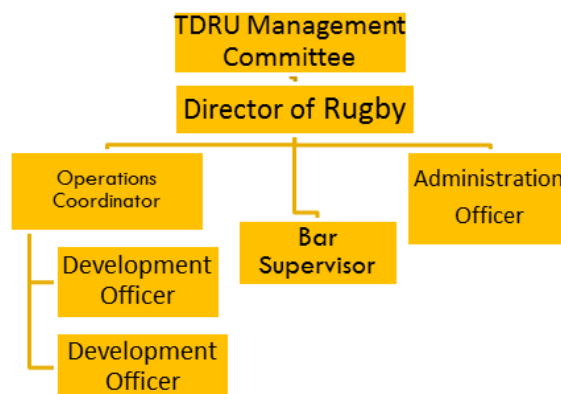 TDRU Management
Committee
Director of Rugby
Operations
Coordinator
Administration
Officer
Bar
Supervisor
Development
Officer
Development
Officer